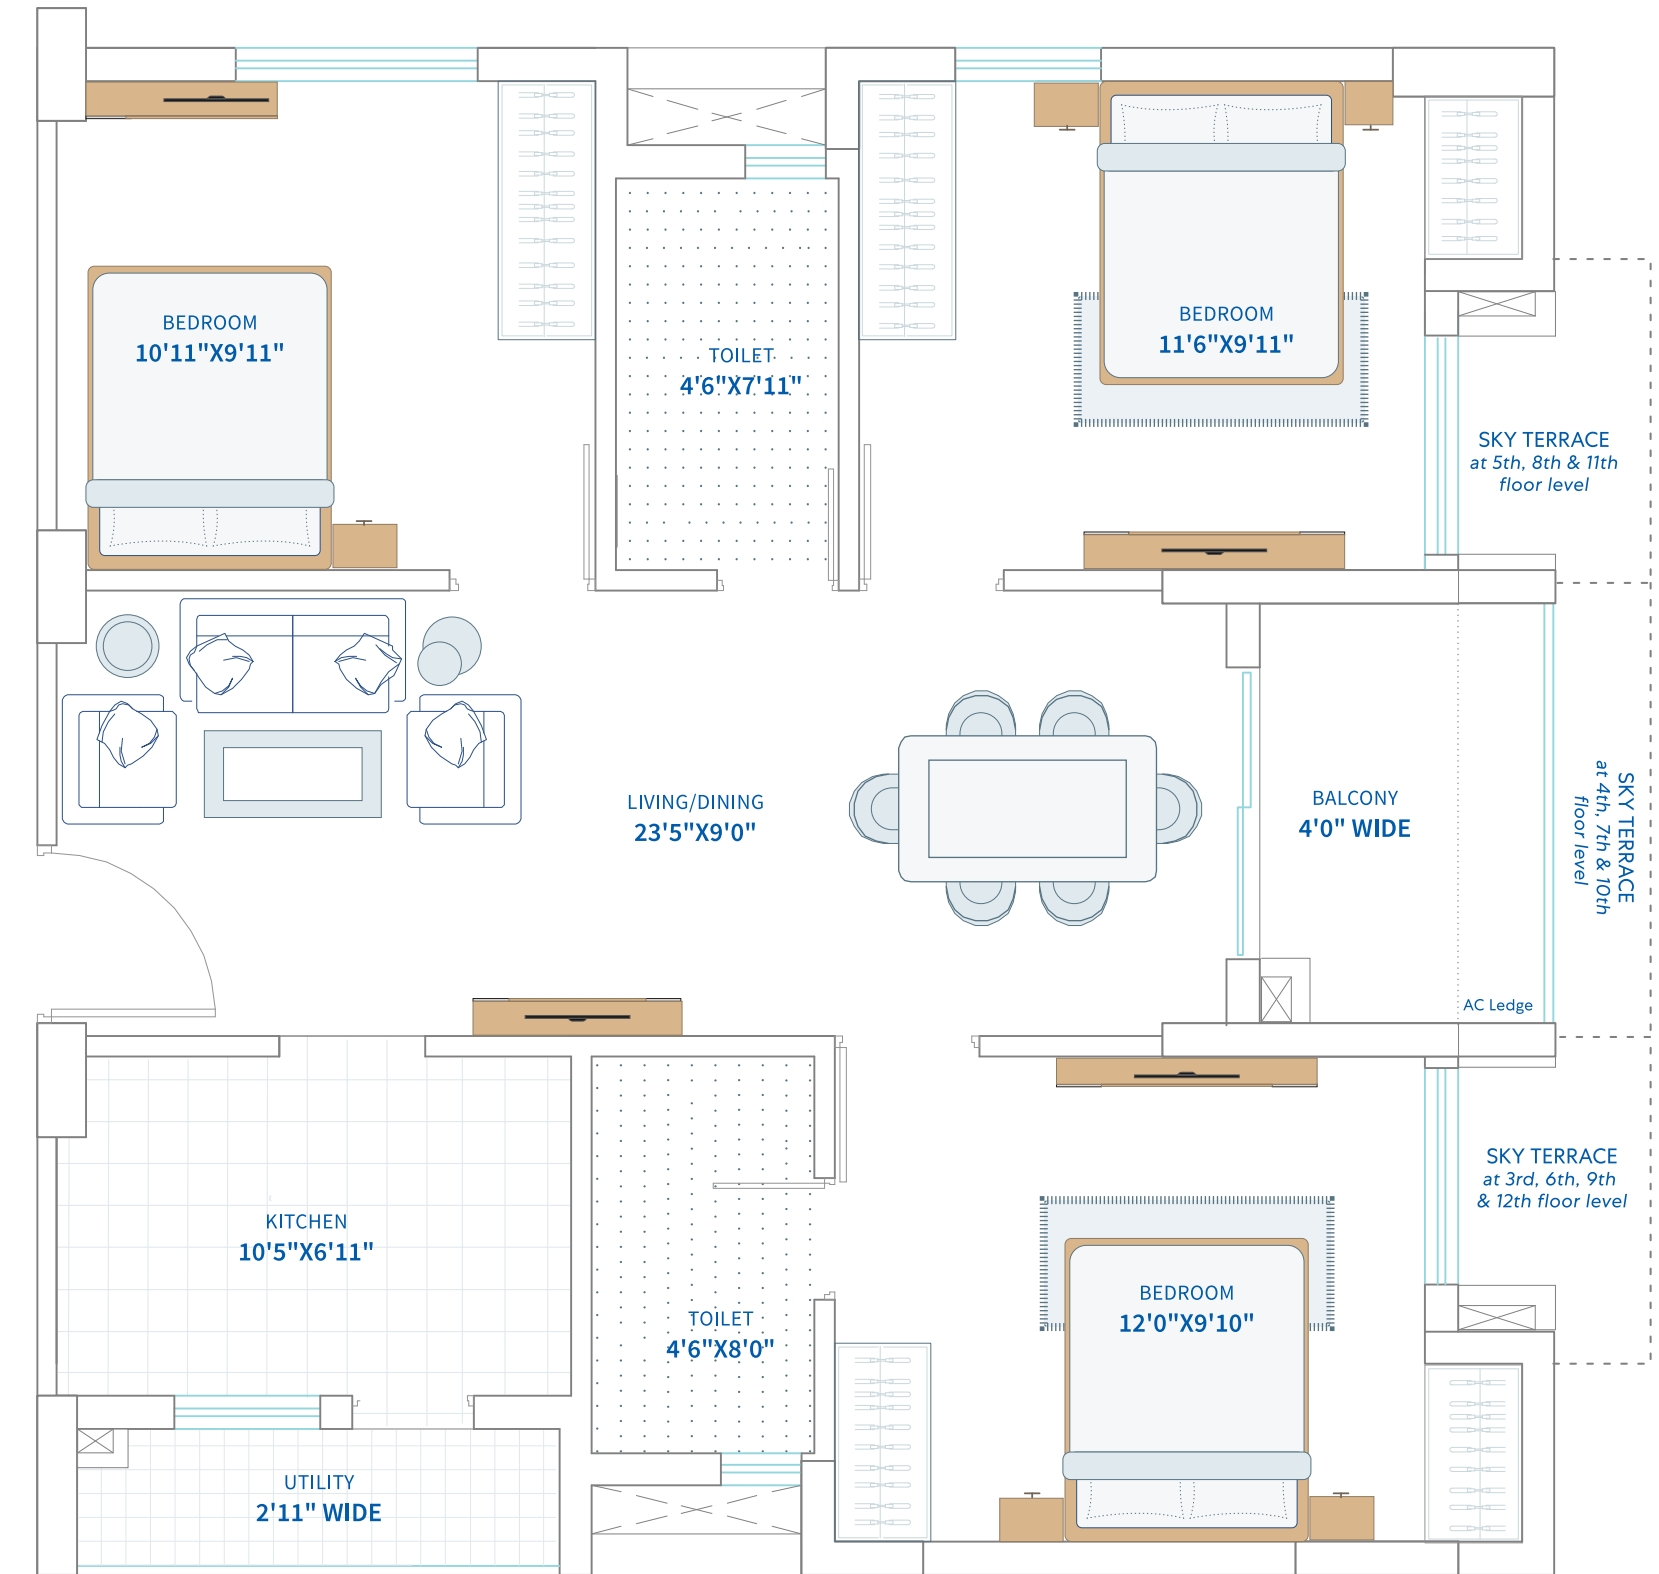 BEDROOM
10'11"X9'11"
TOILET
4'6"X7'11"
BEDROOM
11'6"X9'11"
SKY TERRACE
at 5th, 8th & 11th
floor level
LIVING/DINING
23'5"X9'0"
BALCONY
4'0" WIDE
SKY TERRACE
at 4th, 7th & 10th
floor level
AC Ledge
KITCHEN
10'5"X6'11"
TOILET
4'6"X8'0"
BEDROOM
12'0"X9'10"
SKY TERRACE
at 3rd, 6th, 9th
& 12th floor level
UTILITY
2'11" WIDE